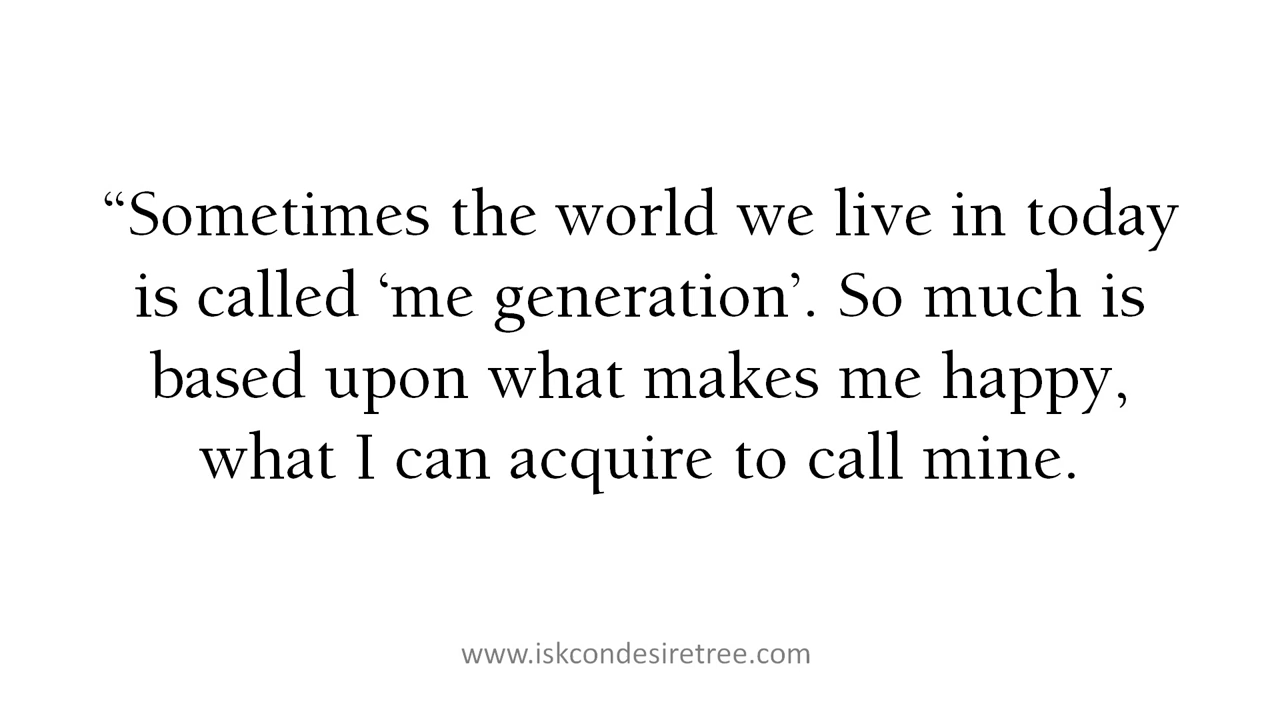 “Sometimes the world we live in today
is called ‘me generation’. So much is
based upon what makes me happy,
what I can acquire to call mine.
www.iskcondesiretree.com